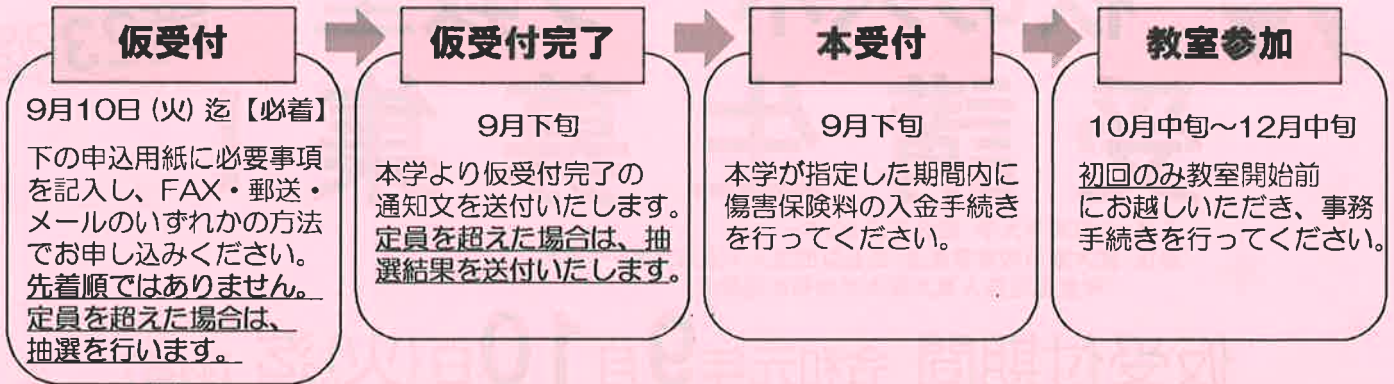 仮受付
9月10日(火) 迄【必着】
下の申込用紙に必要事項
を記入し、FAX・郵送・
メールのいずれかの方法
でお申し込みください。
先着順ではありません。
定員を超えた場合は、
抽選を行います。
仮受付完了
9月下旬
本学より仮受付完了の
通知文を送付いたします。
定員を超えた場合は、抽
選結果を送付いたします。
本受付
9月下旬
本学が指定した期間内に
傷害保険料の入金手続き
を行ってください。
教室参加
10月中旬~12月中旬
初回のみ教室開始前
にお越しいただき、事務
手続きを行ってください。